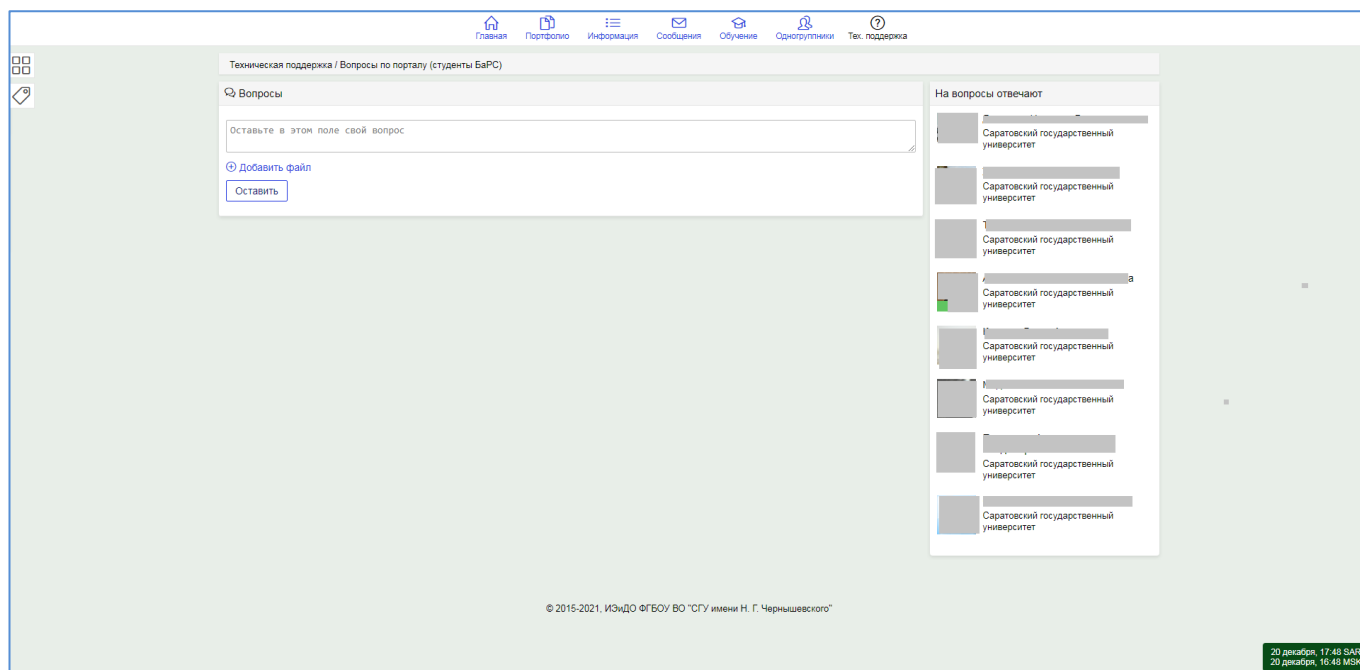 Главная Портфолио Информация Сообщения Обучение Одногруппники Тех. поддержка
Техническая поддержка / Вопросы по порталу (студенты БаРС)
Вопросы
Оставьте в этом поле свой вопрос
Добавить файл
Оставить
На вопросы отвечают
Саратовский государственный
университет
Саратовский государственный
университет
Саратовский государственный
университет
Саратовский государственный
университет
Саратовский государственный
университет
Саратовский государственный
университет
Саратовский государственный
университет
Саратовский государственный
университет
© 2015-2021, ИЭиДО ФГБОУ ВО "СГУ имени Н. Г. Чернышевского"
20 декабря, 17:48 SAR
20 декабря, 16:48 MSK